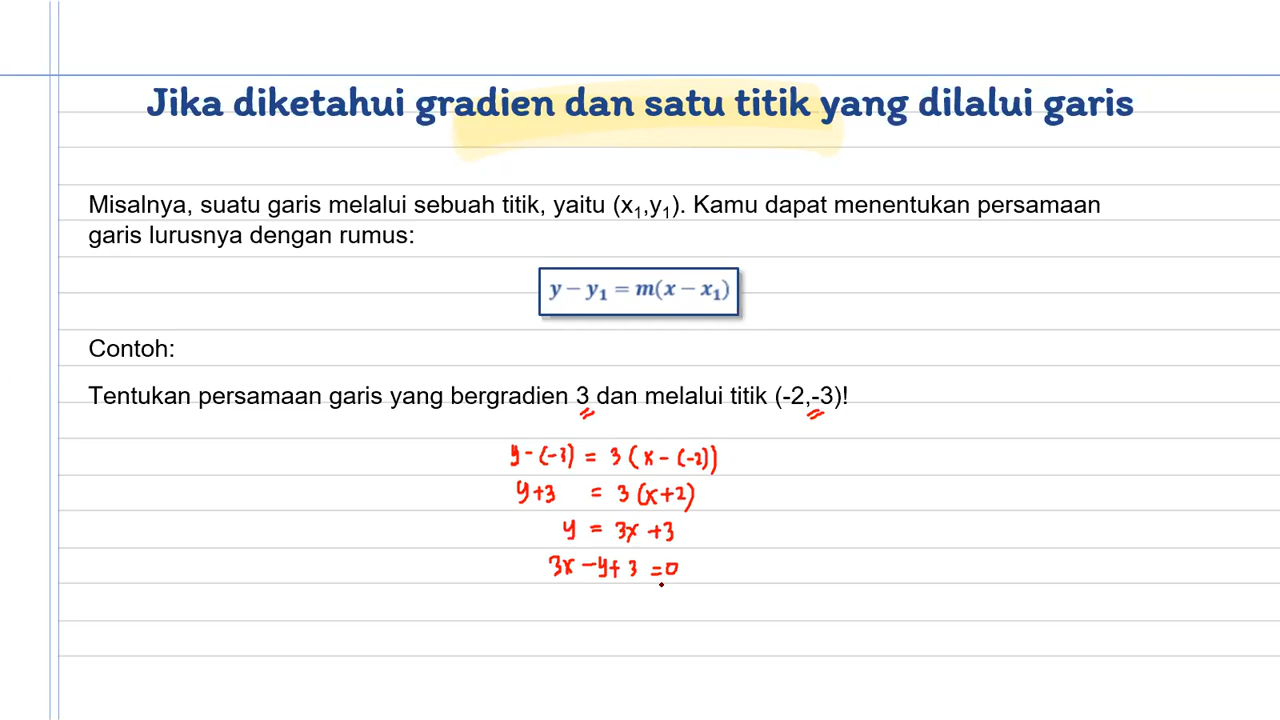 Jika diketahui gradien dan satu titik yang dilalui garis
Misalnya, suatu garis melalui sebuah titik, yaitu (x₁,y₁). Kamu dapat menentukan persamaan
garis lurusnya dengan rumus:
y − y₁ = m(x − x₁)
Contoh:
Tentukan persamaan garis yang bergradien 3 dan melalui titik (-2,-3)!
y - (-3) = 3 (x - (-2))
y+3 = 3 (x+2)
y = 3x +3
3x - y + 3 = 0